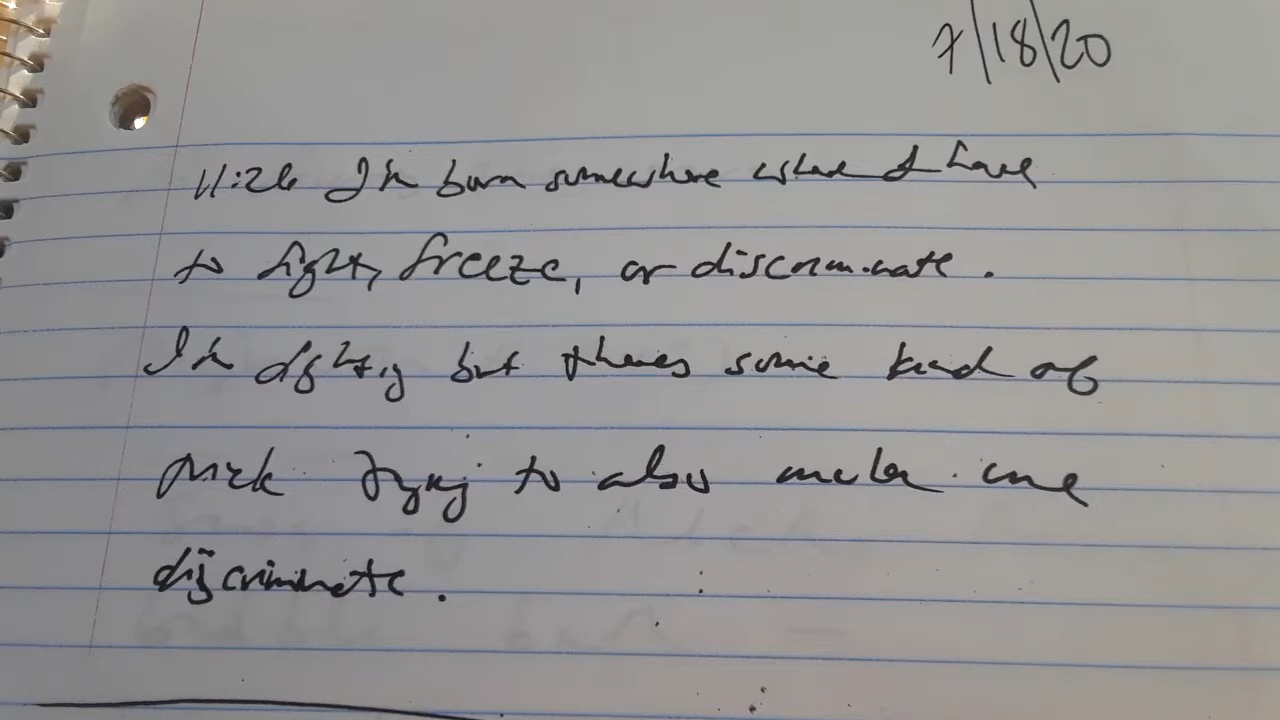 7/18/20
11:26 I'm born somewhere where I have
to fight, freeze, or discriminate.
I'm fighting but theres some kind of
trying to also make me
discriminate.